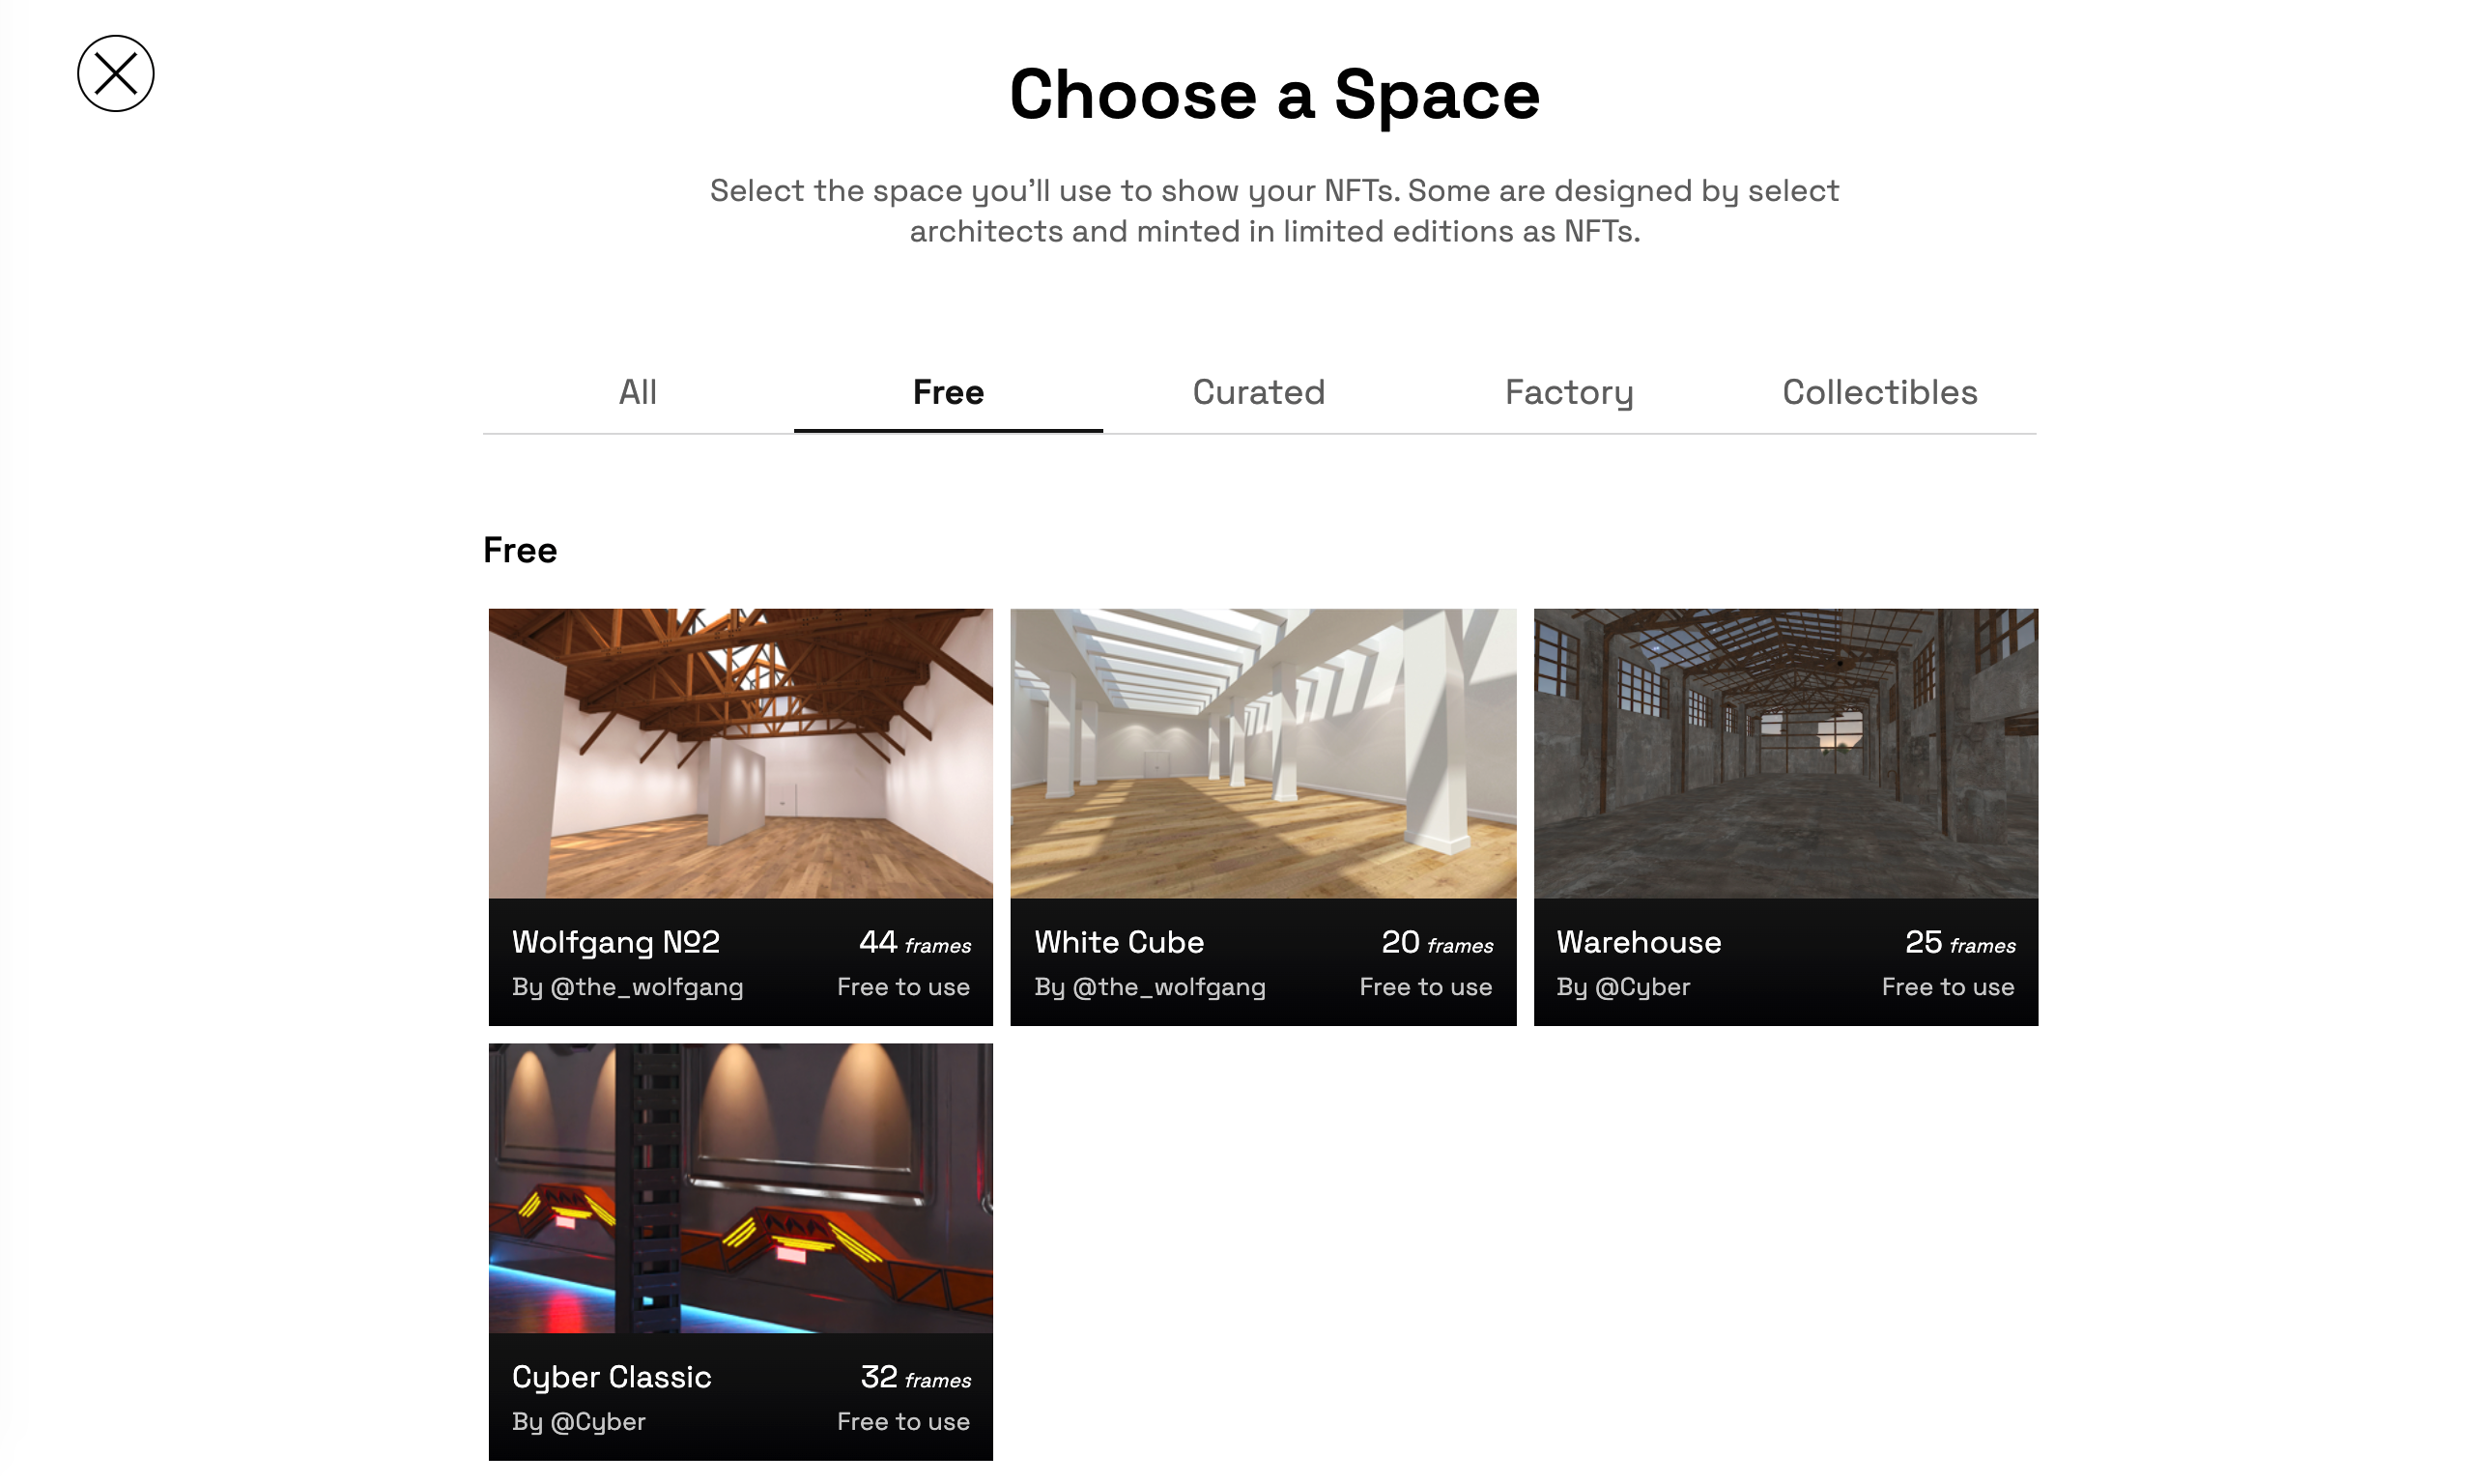 Choose a Space
Select the space you’ll use to show your NFTs. Some are designed by select
architects and minted in limited editions as NFTs.
All
Free
Curated
Factory
Collectibles
Free
Wolfgang Nº2
44 frames
By @the_wolfgang
Free to use
White Cube
20 frames
By @the_wolfgang
Free to use
Warehouse
25 frames
By @Cyber
Free to use
Cyber Classic
32 frames
By @Cyber
Free to use